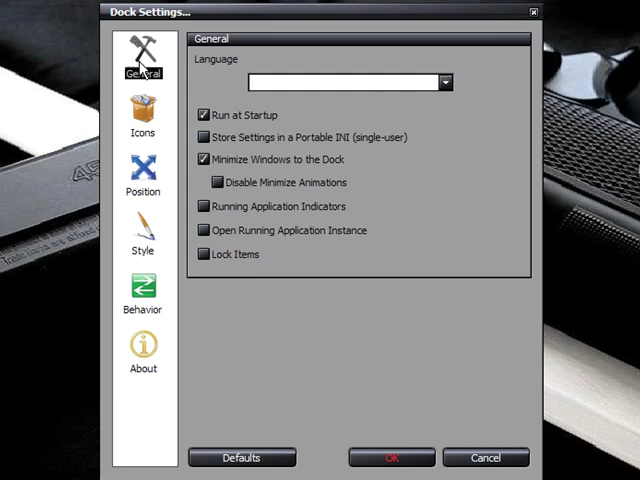 Dock Settings...
General
Icons
Position
Style
Behavior
About
General
Language
Run at Startup
Store Settings in a Portable INI (single-user)
Minimize Windows to the Dock
Disable Minimize Animations
Running Application Indicators
Open Running Application Instance
Lock Items
Defaults
OK
Cancel
45